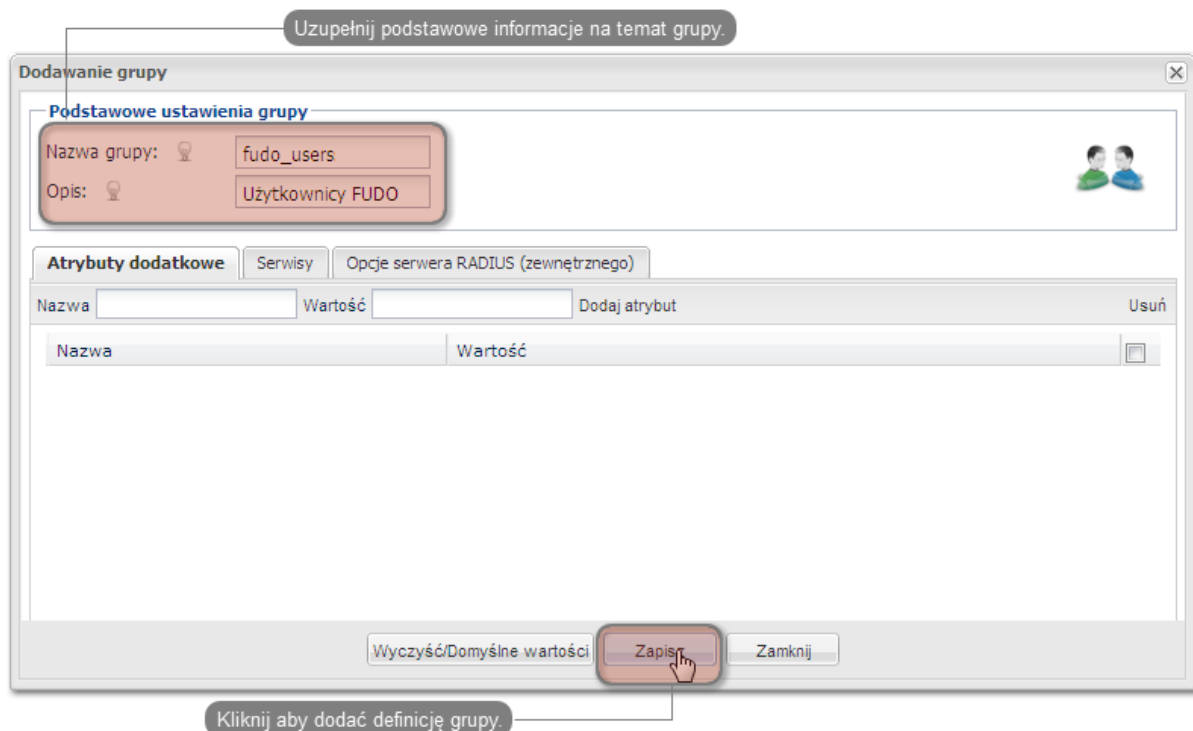 Uzupełnij podstawowe informacje na temat grupy.
Dodawanie grupy
Podstawowe ustawienia grupy
Nazwa grupy: fudo_users
Opis: Użytkownicy FUDO
Atrybuty dodatkowe Serwisy Opcje serwera RADIUS (zewnętrznego)
Nazwa Wartość Dodaj atrybut Usuń
Nazwa Wartość
Wyczyść/Domyślne wartości Zapisz Zamknij
Kliknij aby dodać definicję grupy.